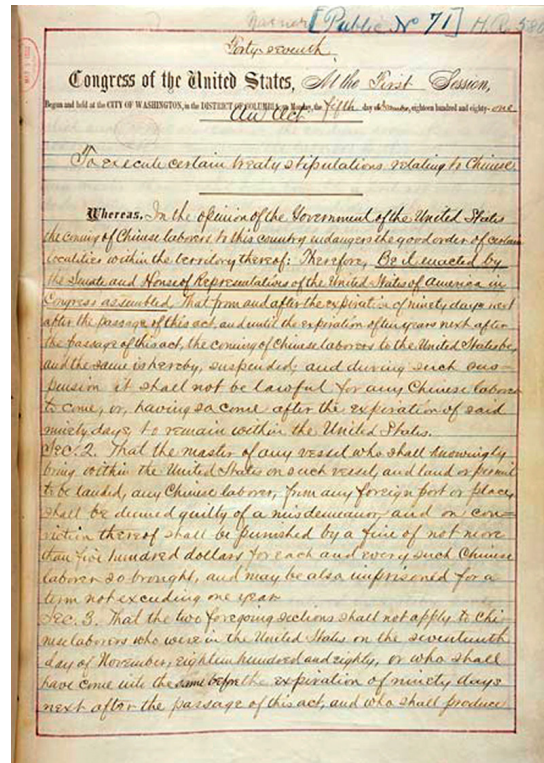 [Public No 71] H.R. 580
Forty-seventh
Congress of the United States, At the First Session,
Begun and held at the CITY OF WASHINGTON, in the DISTRICT OF COLUMBIA, on Monday, the fifth day of December, eighteen hundred and eighty-one
An Act
To execute certain treaty stipulations relating to Chinese.
Whereas, In the opinion of the Government of the United States
the coming of Chinese laborers to this country endangers the good order of certain
localities within the territory thereof: Therefore, Be it enacted by
the Senate and House of Representatives of the United States of America in
Congress assembled, That from and after the expiration of ninety days next
after the passage of this act, and until the expiration of ten years next after
the passage of this act, the coming of Chinese laborers to the United States be,
and the same is hereby, suspended; and during such sus-
pension it shall not be lawful for any Chinese laborer
to come, or, having so come after the expiration of said
ninety days, to remain within the United States.
Sec. 2. That the master of any vessel who shall knowingly
bring within the United States on such vessel, and land or permit
to be landed, any Chinese laborer, from any foreign port or place,
shall be deemed guilty of a misdemeanor, and on con=
viction thereof shall be punished by a fine of not more
than five hundred dollars for each and every such Chinese
laborer so brought, and may be also imprisoned for a
term not exceeding one year.
Sec. 3. That the two foregoing sections shall not apply to Chi-
nese laborers who were in the United States on the seventeenth
day of November, eighteen hundred and eighty, or who shall
have come into the same before the expiration of ninety days
next after the passage of this act, and who shall produce